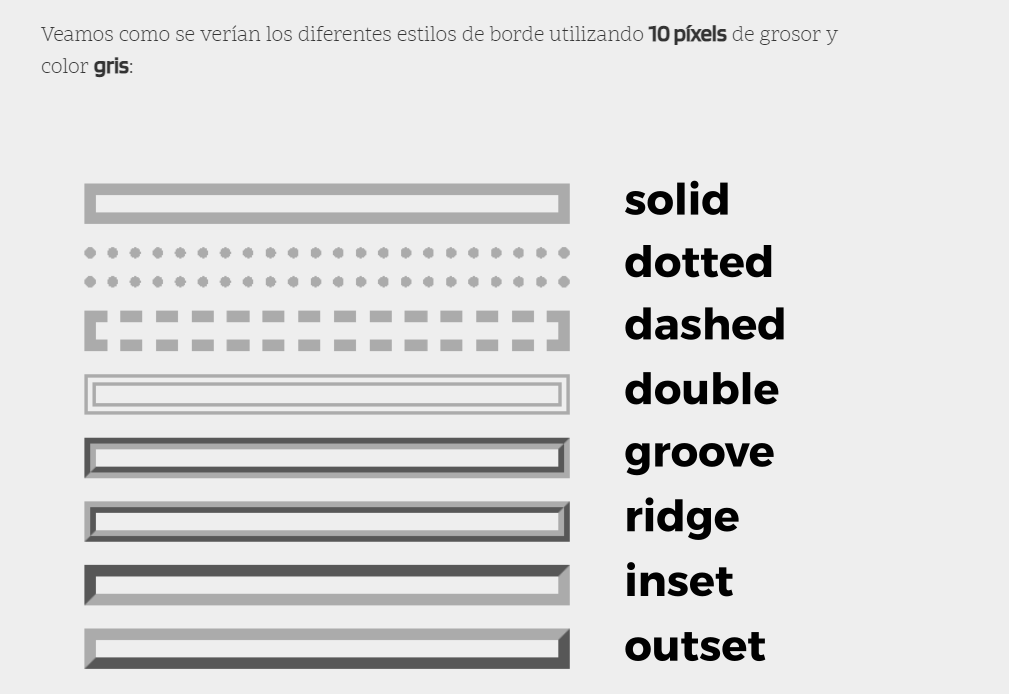 Veamos como se verían los diferentes estilos de borde utilizando 10 píxels de grosor y
color gris:
solid
dotted
dashed
double
groove
ridge
inset
outset